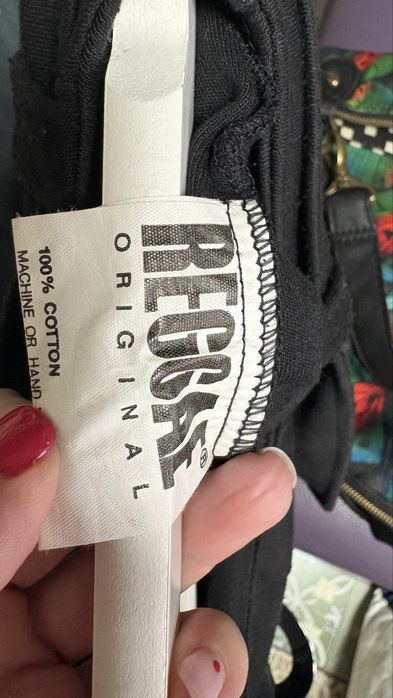 REGGAE®
ORIGINAL
100% COTTON
MACHINE OR HAND